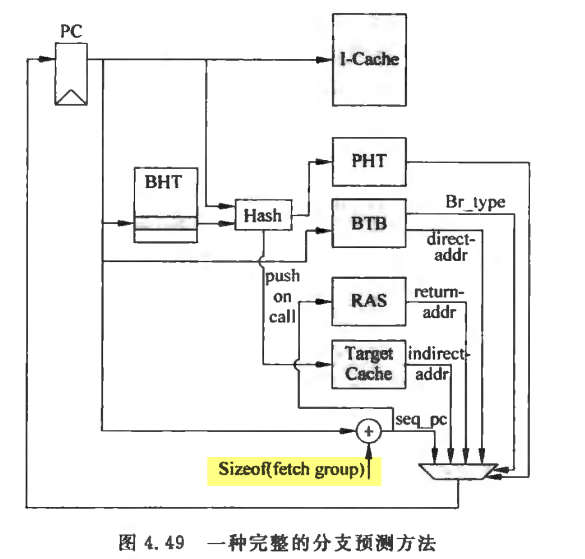 PC
I-Cache
BHT
PHT
Hash
BTB
Br_type
direct-
addr
push
on
call
RAS
return-
addr
Target
Cache
indirect-
addr
seq_pc
+
Sizeof(fetch group)
图 4.49 一种完整的分支预测方法